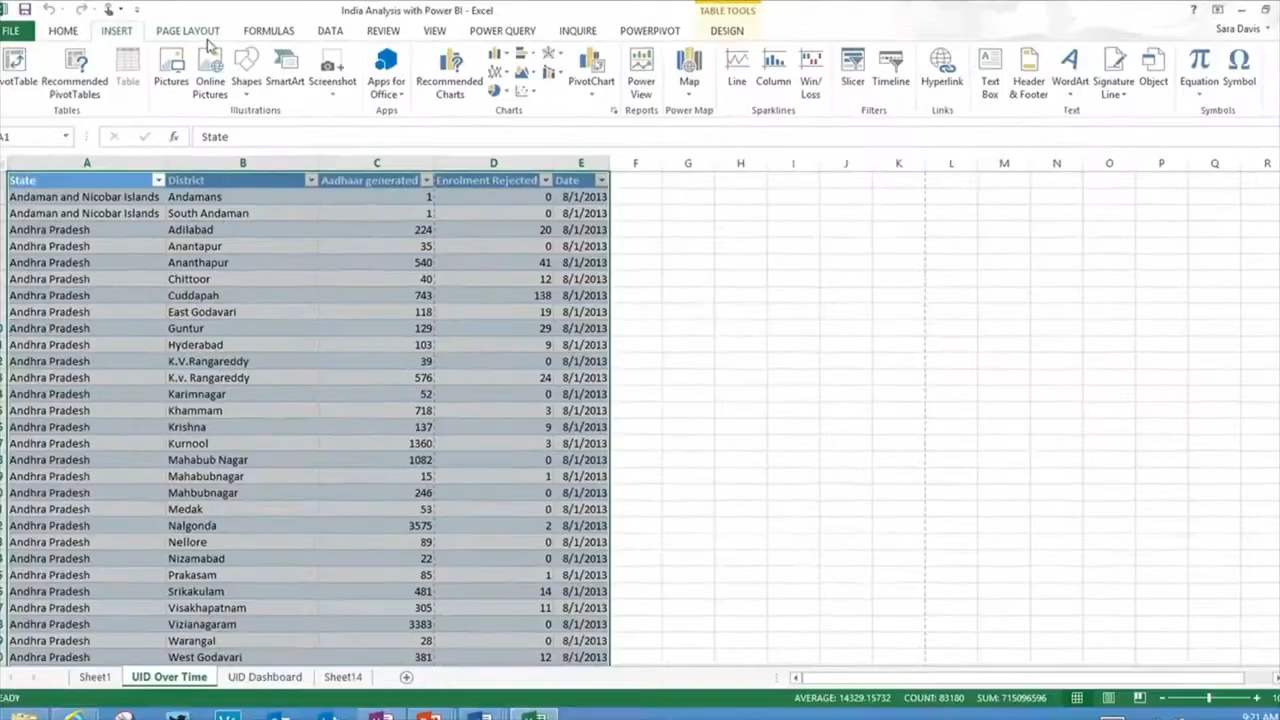 India Analysis with Power BI - Excel
TABLE TOOLS
FILE HOME INSERT PAGE LAYOUT FORMULAS DATA REVIEW VIEW POWER QUERY INQUIRE POWERPIVOT DESIGN
Sara Davis
Recommended PivotTables Table Pictures Online Pictures Shapes SmartArt Screenshot Apps for Office Recommended Charts PivotChart Power View Map Line Column Win/Loss Slicer Timeline Hyperlink Text Box Header & Footer WordArt Signature Line Object Equation Symbol
Tables Illustrations Apps Charts Reports Power Map Sparklines Filters Links Text Symbols
A1 fx State
A B C D E F G H I J K L M N O P Q R
State District Aadhaar generated Enrolment Rejected Date
Andaman and Nicobar Islands Andamans 1 0 8/1/2013
Andaman and Nicobar Islands South Andaman 1 0 8/1/2013
Andhra Pradesh Adilabad 224 20 8/1/2013
Andhra Pradesh Anantapur 35 0 8/1/2013
Andhra Pradesh Ananthapur 540 41 8/1/2013
Andhra Pradesh Chittoor 40 12 8/1/2013
Andhra Pradesh Cuddapah 743 138 8/1/2013
Andhra Pradesh East Godavari 118 19 8/1/2013
Andhra Pradesh Guntur 129 29 8/1/2013
Andhra Pradesh Hyderabad 103 9 8/1/2013
Andhra Pradesh K.V.Rangareddy 39 0 8/1/2013
Andhra Pradesh K.v. Rangareddy 576 24 8/1/2013
Andhra Pradesh Karimnagar 52 0 8/1/2013
Andhra Pradesh Khammam 718 3 8/1/2013
Andhra Pradesh Krishna 137 9 8/1/2013
Andhra Pradesh Kurnool 1360 3 8/1/2013
Andhra Pradesh Mahabub Nagar 1082 0 8/1/2013
Andhra Pradesh Mahabubnagar 15 1 8/1/2013
Andhra Pradesh Mahbubnagar 246 0 8/1/2013
Andhra Pradesh Medak 53 0 8/1/2013
Andhra Pradesh Nalgonda 3575 2 8/1/2013
Andhra Pradesh Nellore 89 0 8/1/2013
Andhra Pradesh Nizamabad 22 0 8/1/2013
Andhra Pradesh Prakasam 85 1 8/1/2013
Andhra Pradesh Srikakulam 481 14 8/1/2013
Andhra Pradesh Visakhapatnam 305 11 8/1/2013
Andhra Pradesh Vizianagaram 3383 0 8/1/2013
Andhra Pradesh Warangal 28 0 8/1/2013
Andhra Pradesh West Godavari 381 12 8/1/2013
Sheet1 UID Over Time UID Dashboard Sheet14
AVERAGE: 14329.15732 COUNT: 83180 SUM: 715096596
9:21 AM